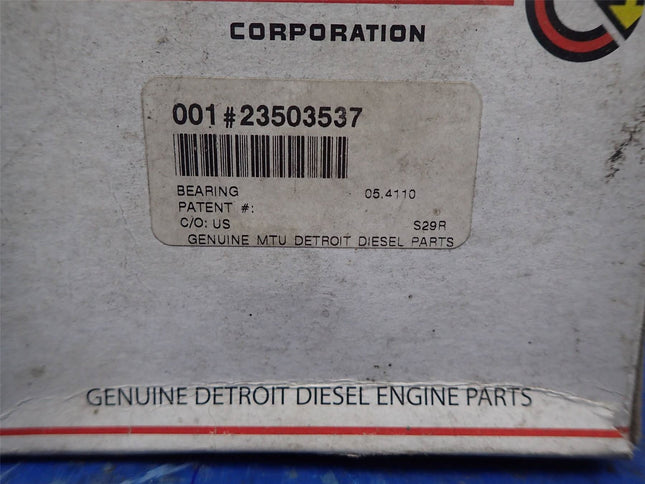 CORPORATION
001#23503537
BEARING 05.4110
PATENT #:
C/O: US S29R
GENUINE MTU DETROIT DIESEL PARTS
GENUINE DETROIT DIESEL ENGINE PARTS